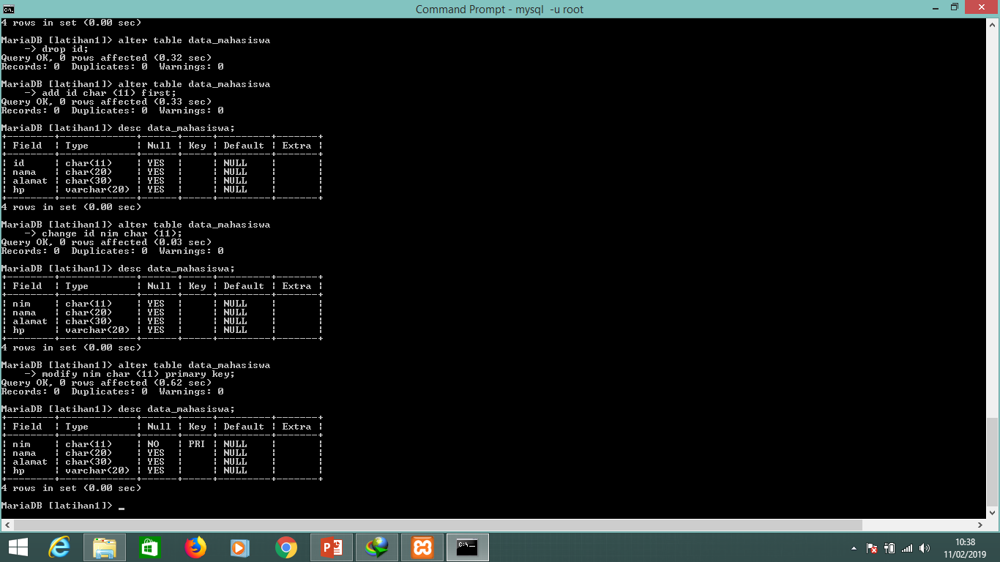 Command Prompt - mysql  -u root
4 rows in set (0.00 sec)
MariaDB [latihan1]> alter table data_mahasiswa
    -> drop id;
Query OK, 0 rows affected (0.32 sec)
Records: 0  Duplicates: 0  Warnings: 0
MariaDB [latihan1]> alter table data_mahasiswa
    -> add id char (11) first;
Query OK, 0 rows affected (0.33 sec)
Records: 0  Duplicates: 0  Warnings: 0
MariaDB [latihan1]> desc data_mahasiswa;
+--------+-------------+------+-----+---------+-------+
| Field  | Type        | Null | Key | Default | Extra |
+--------+-------------+------+-----+---------+-------+
| id     | char(11)    | YES  |     | NULL    |       |
| nama   | char(20)    | YES  |     | NULL    |       |
| alamat | char(30)    | YES  |     | NULL    |       |
| hp     | varchar(20) | YES  |     | NULL    |       |
+--------+-------------+------+-----+---------+-------+
4 rows in set (0.00 sec)
MariaDB [latihan1]> alter table data_mahasiswa
    -> change id nim char (11);
Query OK, 0 rows affected (0.03 sec)
Records: 0  Duplicates: 0  Warnings: 0
MariaDB [latihan1]> desc data_mahasiswa;
+--------+-------------+------+-----+---------+-------+
| Field  | Type        | Null | Key | Default | Extra |
+--------+-------------+------+-----+---------+-------+
| nim    | char(11)    | YES  |     | NULL    |       |
| nama   | char(20)    | YES  |     | NULL    |       |
| alamat | char(30)    | YES  |     | NULL    |       |
| hp     | varchar(20) | YES  |     | NULL    |       |
+--------+-------------+------+-----+---------+-------+
4 rows in set (0.00 sec)
MariaDB [latihan1]> alter table data_mahasiswa
    -> modify nim char (11) primary key;
Query OK, 0 rows affected (0.62 sec)
Records: 0  Duplicates: 0  Warnings: 0
MariaDB [latihan1]> desc data_mahasiswa;
+--------+-------------+------+-----+---------+-------+
| Field  | Type        | Null | Key | Default | Extra |
+--------+-------------+------+-----+---------+-------+
| nim    | char(11)    | NO   | PRI | NULL    |       |
| nama   | char(20)    | YES  |     | NULL    |       |
| alamat | char(30)    | YES  |     | NULL    |       |
| hp     | varchar(20) | YES  |     | NULL    |       |
+--------+-------------+------+-----+---------+-------+
4 rows in set (0.00 sec)
MariaDB [latihan1]> _
10:38
11/02/2019